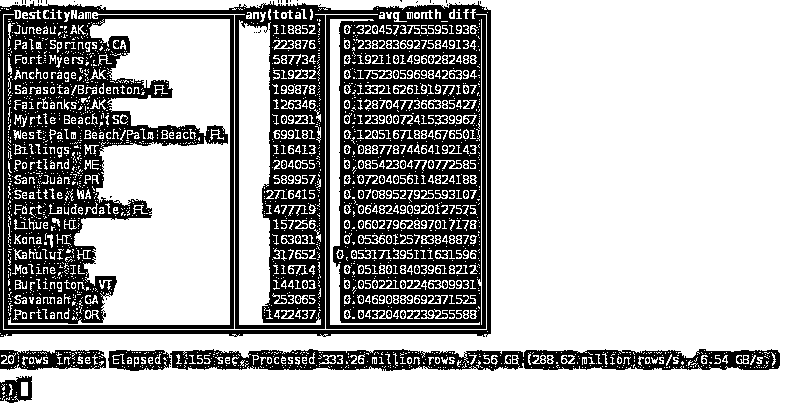 DestCityName any(total) avg_month_diff
Juneau, AK 118852 0.32045737555951936
Palm Springs, CA 223876 0.23828369275849134
Fort Myers, FL 587734 0.19211014960282488
Anchorage, AK 519232 0.17523059698426394
Sarasota/Bradenton, FL 199878 0.13321626191977107
Fairbanks, AK 126346 0.12870477366385427
Myrtle Beach, SC 109231 0.12390072415339967
West Palm Beach/Palm Beach, FL 699181 0.12051671884676501
Billings, MT 116413 0.08877874464192143
Portland, ME 204055 0.08542304770772585
San Juan, PR 589957 0.07204056114824188
Seattle, WA 2716415 0.07089527925593107
Fort Lauderdale, FL 1477719 0.06482490920127575
Lihue, HI 157256 0.06027962897017178
Kona, HI 163031 0.05360125783848879
Kahului, HI 317652 0.053171395111631596
Moline, IL 116714 0.05180184039618212
Burlington, VT 144103 0.05022102246309931
Savannah, GA 253065 0.04690889692371525
Portland, OR 1422437 0.04320402239255588
20 rows in set. Elapsed: 1.155 sec. Processed 333.26 million rows, 7.56 GB (288.62 million rows/s., 6.54 GB/s.)
:)